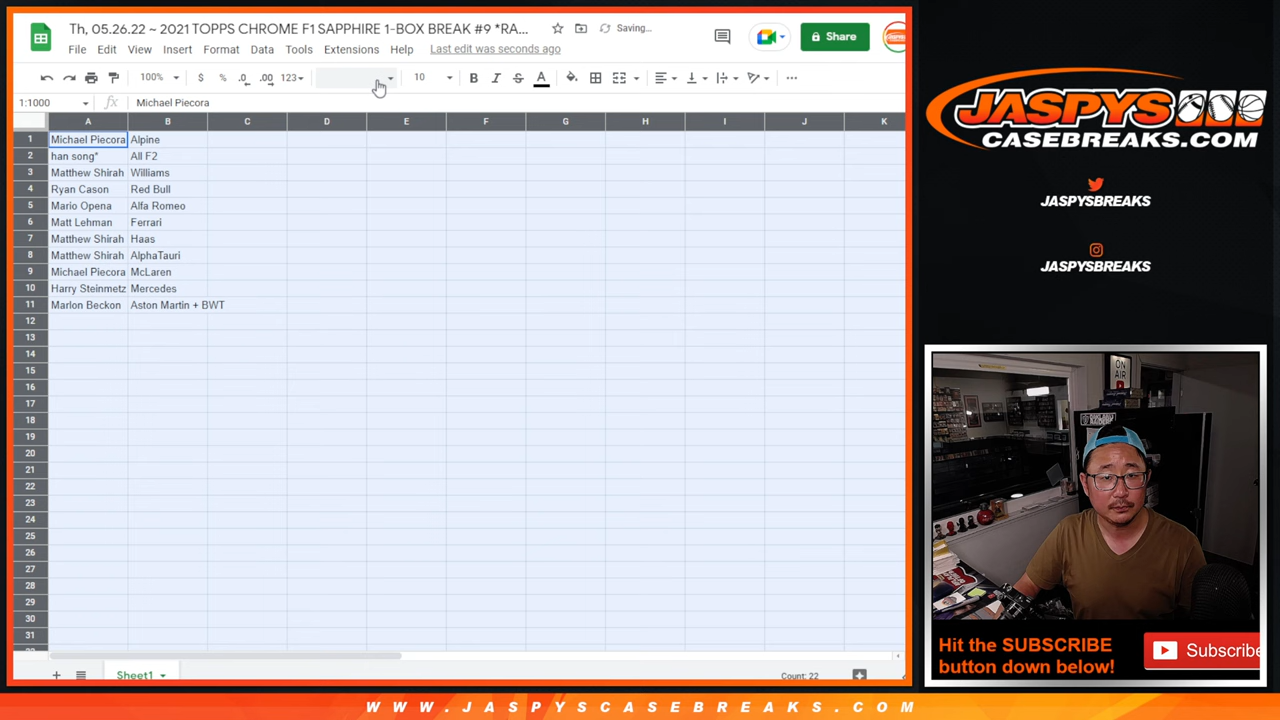 Th, 05.26.22 ~ 2021 TOPPS CHROME F1 SAPPHIRE 1-BOX BREAK #9 *RA...
Saving...
File Edit View Insert Format Data Tools Extensions Help Last edit was seconds ago
Share
100% $ % .0 .00 123 10 B I S A
1:1000 fx Michael Piecora
A B C D E F G H I J K
1 Michael Piecora Alpine
2 han song* All F2
3 Matthew Shirah Williams
4 Ryan Cason Red Bull
5 Mario Opena Alfa Romeo
6 Matt Lehman Ferrari
7 Matthew Shirah Haas
8 Matthew Shirah AlphaTauri
9 Michael Piecora McLaren
10 Harry Steinmetz Mercedes
11 Marlon Beckon Aston Martin + BWT
12
13
14
15
16
17
18
19
20
21
22
23
24
25
26
27
28
29
30
31
Sheet1
Count: 22
JASPYS
CASEBREAKS.COM
JASPYSBREAKS
JASPYSBREAKS
ON
AIR
Hit the SUBSCRIBE
button down below!
Subscribe
WWW.JASPYSCASEBREAKS.COM